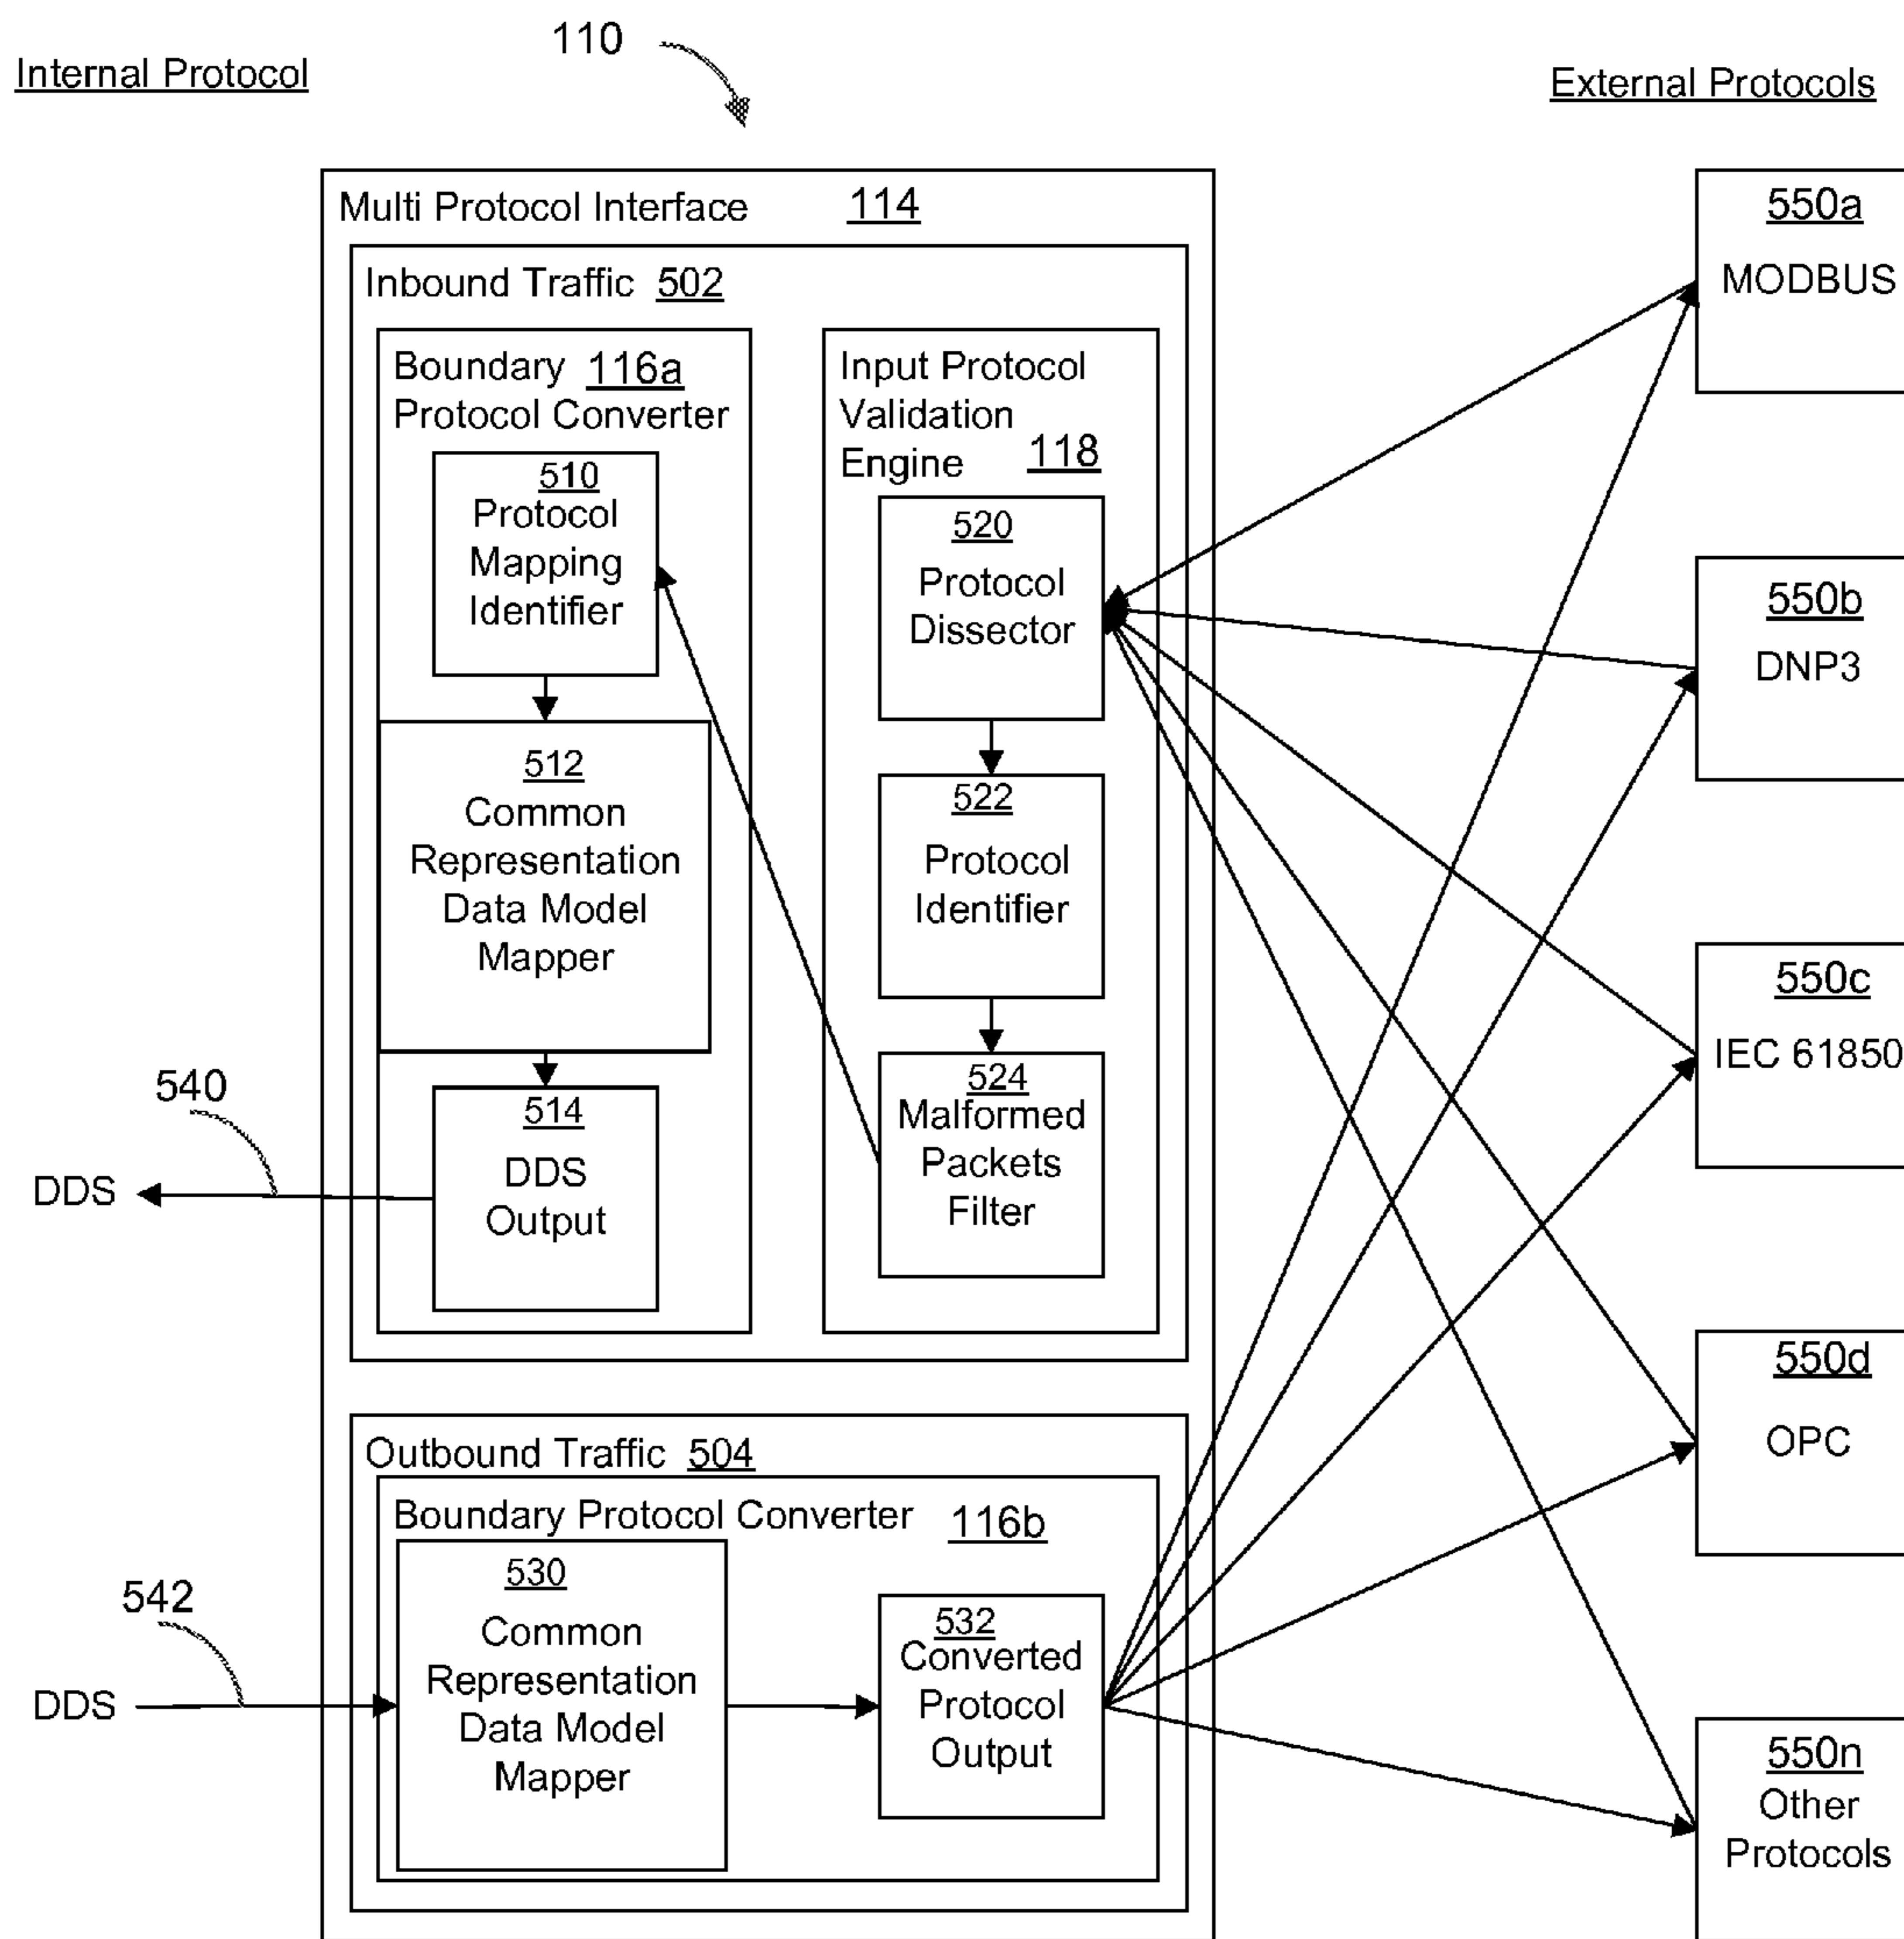 110
Internal Protocol
External Protocols
Multi Protocol Interface 114
Inbound Traffic 502
Boundary 116a
Protocol Converter
510
Protocol
Mapping
Identifier
512
Common
Representation
Data Model
Mapper
514
DDS
Output
Input Protocol
Validation
Engine 118
520
Protocol
Dissector
522
Protocol
Identifier
524
Malformed
Packets
Filter
540
DDS
Outbound Traffic 504
Boundary Protocol Converter 116b
530
Common
Representation
Data Model
Mapper
532
Converted
Protocol
Output
542
DDS
550a
MODBUS
550b
DNP3
550c
IEC 61850
550d
OPC
550n
Other
Protocols